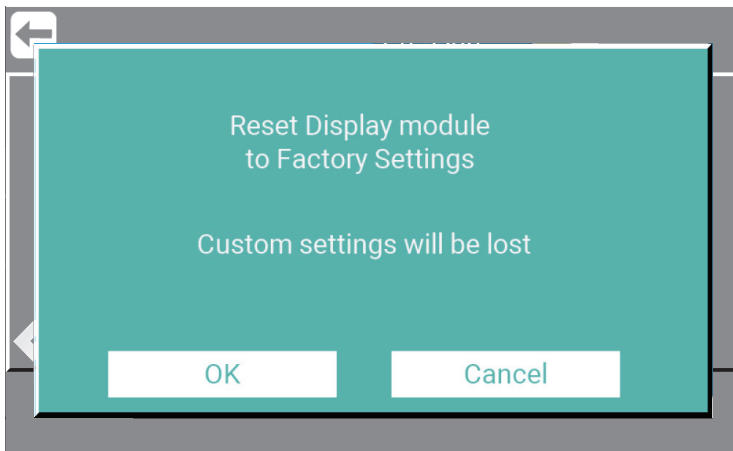 Reset Display module
to Factory Settings
Custom settings will be lost
OK
Cancel